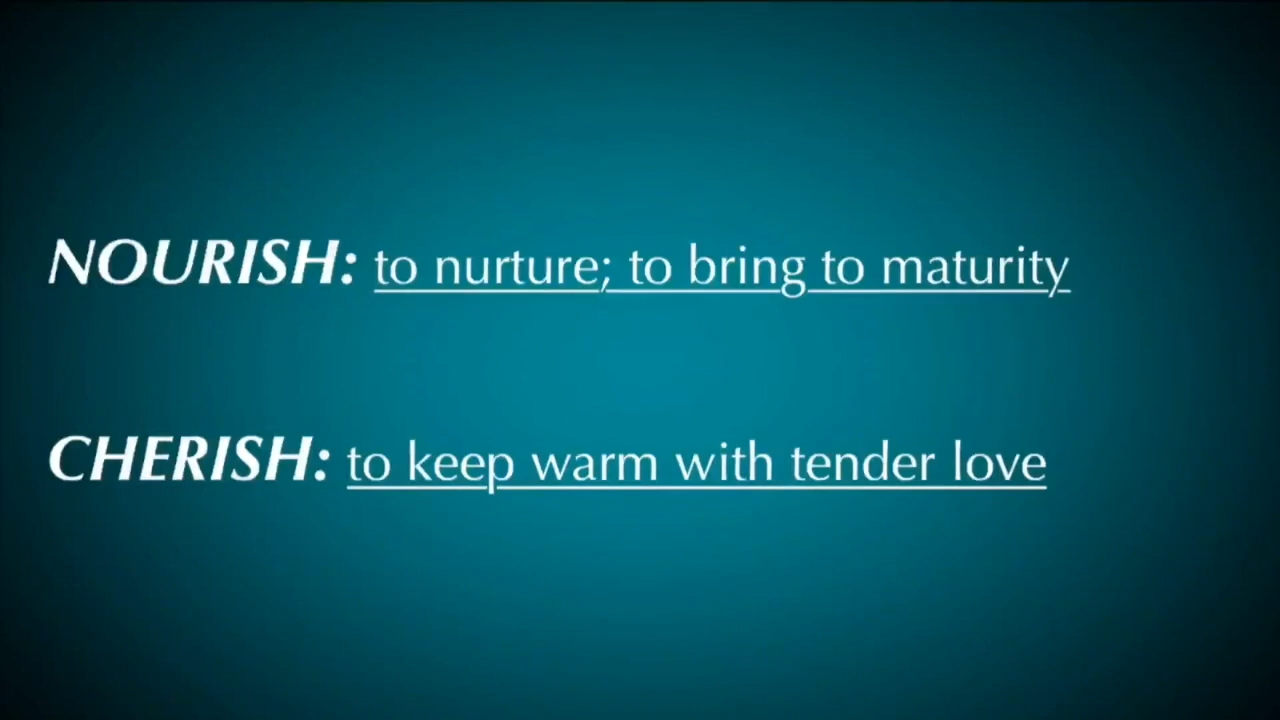 NOURISH: to nurture; to bring to maturity
CHERISH: to keep warm with tender love